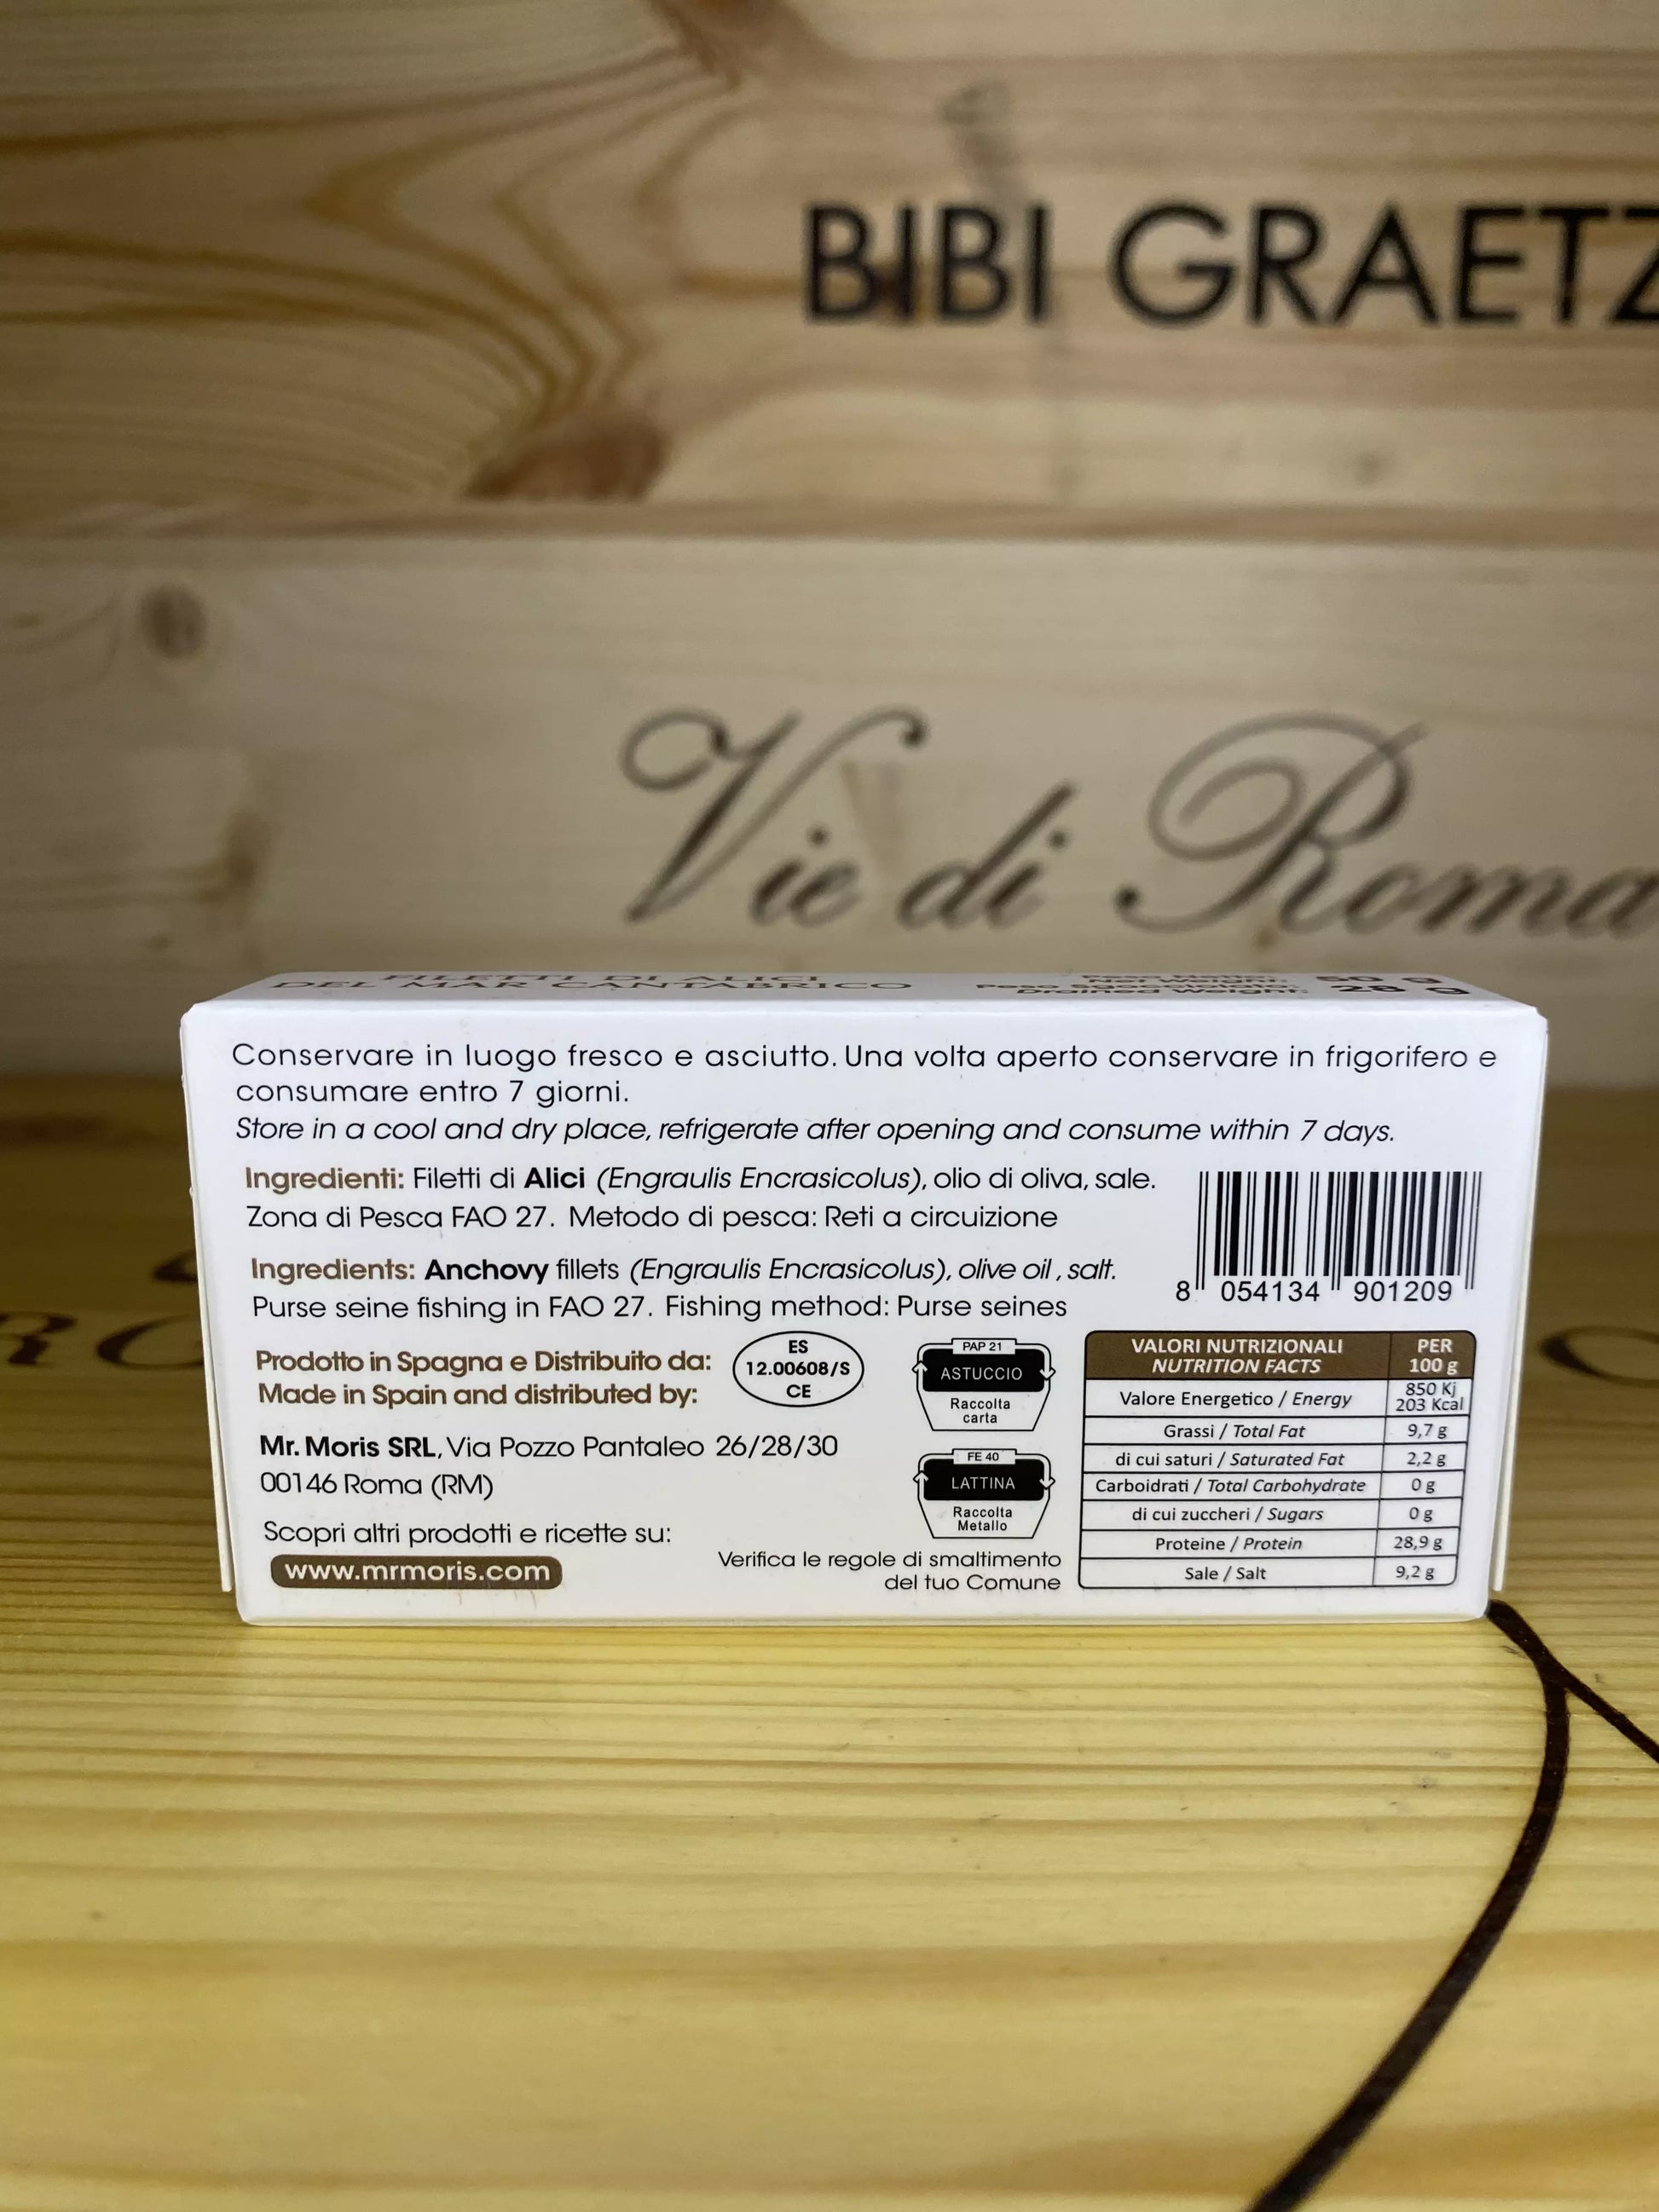 BIBI GRAETZ
Vie di Roma
FILETTI DI ALICI
DEL MAR CANTABRICO
Peso Netto:
Net Weight: 50 g
Peso Sgocciolato:
Drained Weight: 28 g
Conservare in luogo fresco e asciutto. Una volta aperto conservare in frigorifero e
consumare entro 7 giorni.
Store in a cool and dry place, refrigerate after opening and consume within 7 days.
Ingredienti: Filetti di Alici (Engraulis Encrasicolus), olio di oliva, sale.
Zona di Pesca FAO 27. Metodo di pesca: Reti a circuizione
Ingredients: Anchovy fillets (Engraulis Encrasicolus), olive oil , salt.
Purse seine fishing in FAO 27. Fishing method: Purse seines
8 054134 901209
Prodotto in Spagna e Distribuito da:
Made in Spain and distributed by:
ES
12.00608/S
CE
Mr. Moris SRL, Via Pozzo Pantaleo 26/28/30
00146 Roma (RM)
Scopri altri prodotti e ricette su:
www.mrmoris.com
PAP 21
ASTUCCIO
Raccolta
carta
FE 40
LATTINA
Raccolta
Metallo
Verifica le regole di smaltimento
del tuo Comune
VALORI NUTRIZIONALI PER
NUTRITION FACTS 100 g
Valore Energetico / Energy 850 Kj
203 Kcal
Grassi / Total Fat 9,7 g
di cui saturi / Saturated Fat 2,2 g
Carboidrati / Total Carbohydrate 0 g
di cui zuccheri / Sugars 0 g
Proteine / Protein 28,9 g
Sale / Salt 9,2 g